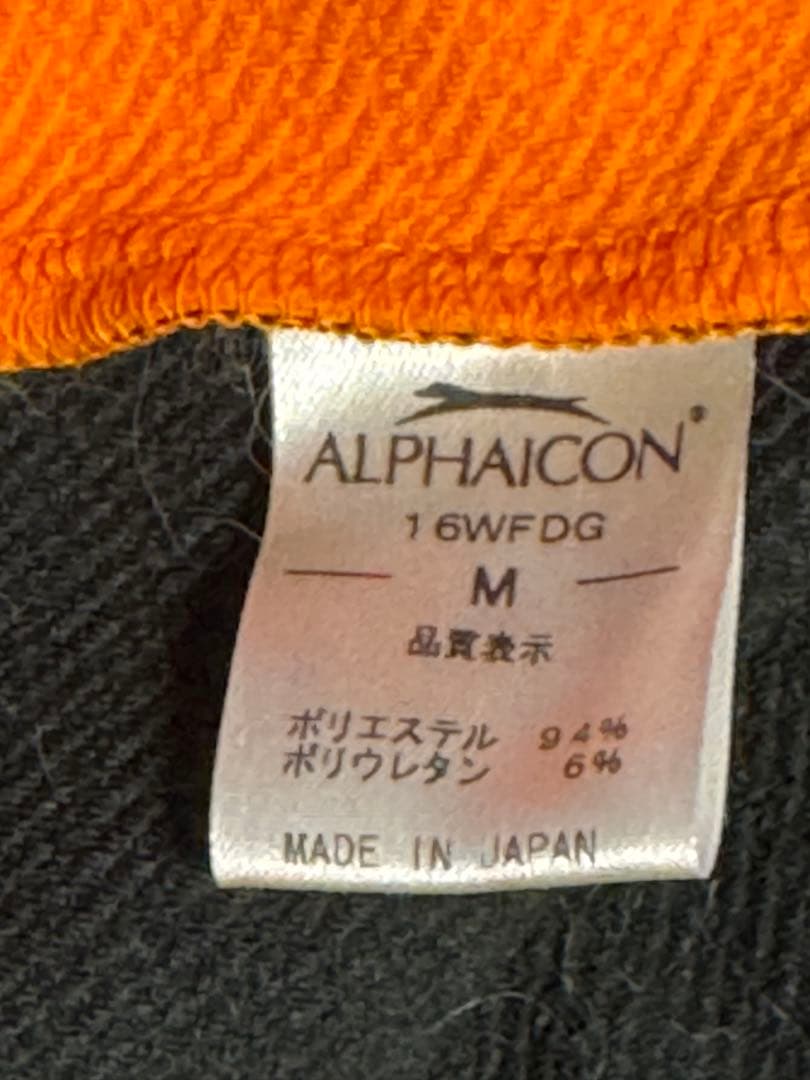 ALPHAICON®
16WFDG
M
品質表示
ポリエステル 94%
ポリウレタン 6%
MADE IN JAPAN